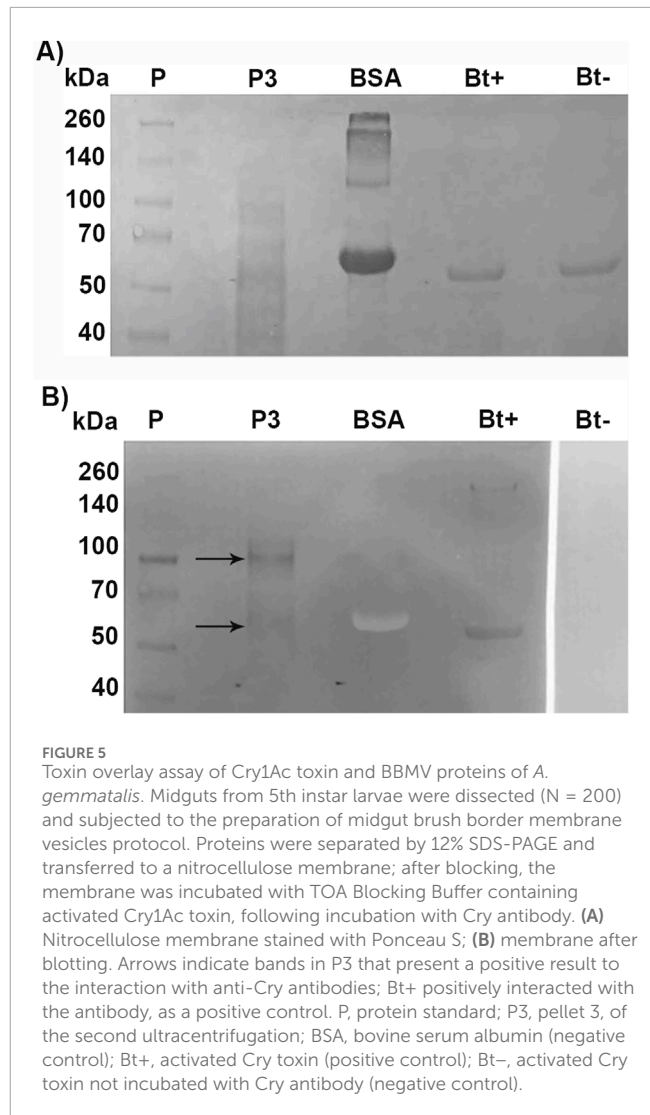 A)
kDa P P3 BSA Bt+ Bt-
260
140
100
70
50
40
B)
kDa P P3 BSA Bt+ Bt-
260
140
100
70
50
40
FIGURE 5
Toxin overlay assay of Cry1Ac toxin and BBMV proteins of A.
gemmatalis. Midguts from 5th instar larvae were dissected (N = 200)
and subjected to the preparation of midgut brush border membrane
vesicles protocol. Proteins were separated by 12% SDS-PAGE and
transferred to a nitrocellulose membrane; after blocking, the
membrane was incubated with TOA Blocking Buffer containing
activated Cry1Ac toxin, following incubation with Cry antibody. (A)
Nitrocellulose membrane stained with Ponceau S; (B) membrane after
blotting. Arrows indicate bands in P3 that present a positive result to
the interaction with anti-Cry antibodies; Bt+ positively interacted with
the antibody, as a positive control. P, protein standard; P3, pellet 3, of
the second ultracentrifugation; BSA, bovine serum albumin (negative
control); Bt+, activated Cry toxin (positive control); Bt−, activated Cry
toxin not incubated with Cry antibody (negative control).